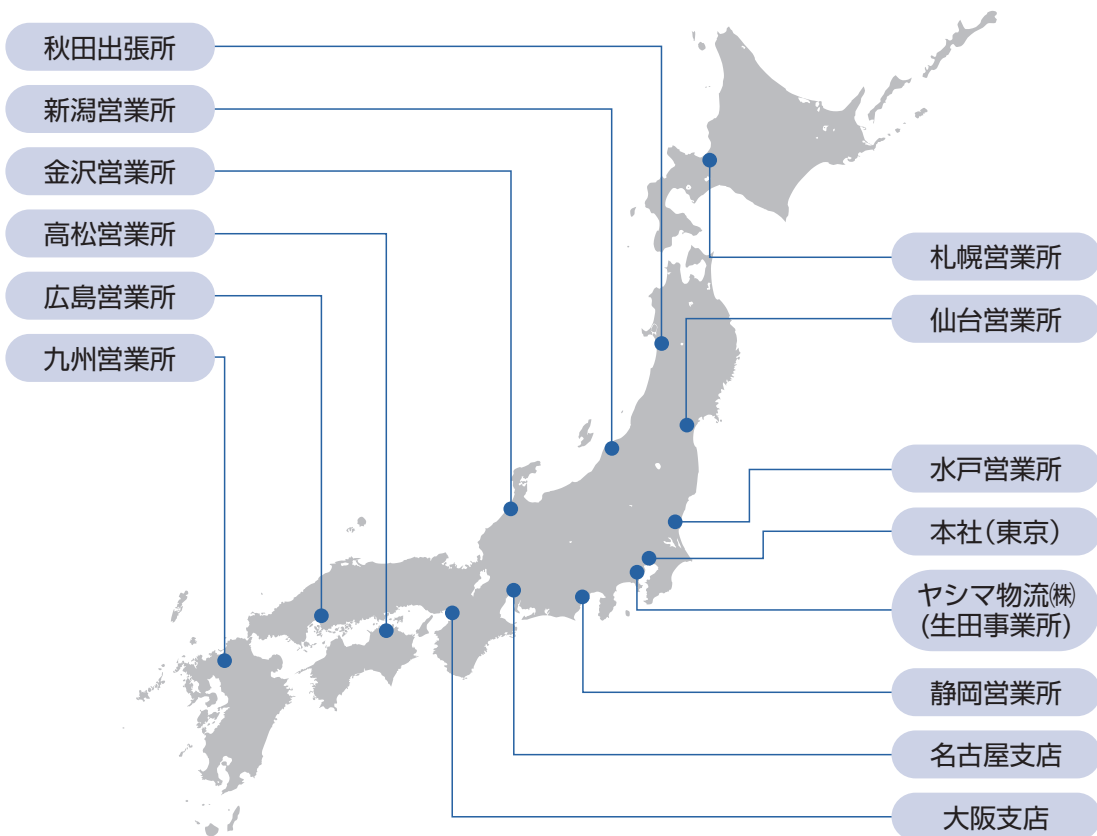 秋田出張所
新潟営業所
金沢営業所
高松営業所
広島営業所
九州営業所
札幌営業所
仙台営業所
水戸営業所
本社(東京)
ヤシマ物流㈱
(生田事業所)
静岡営業所
名古屋支店
大阪支店